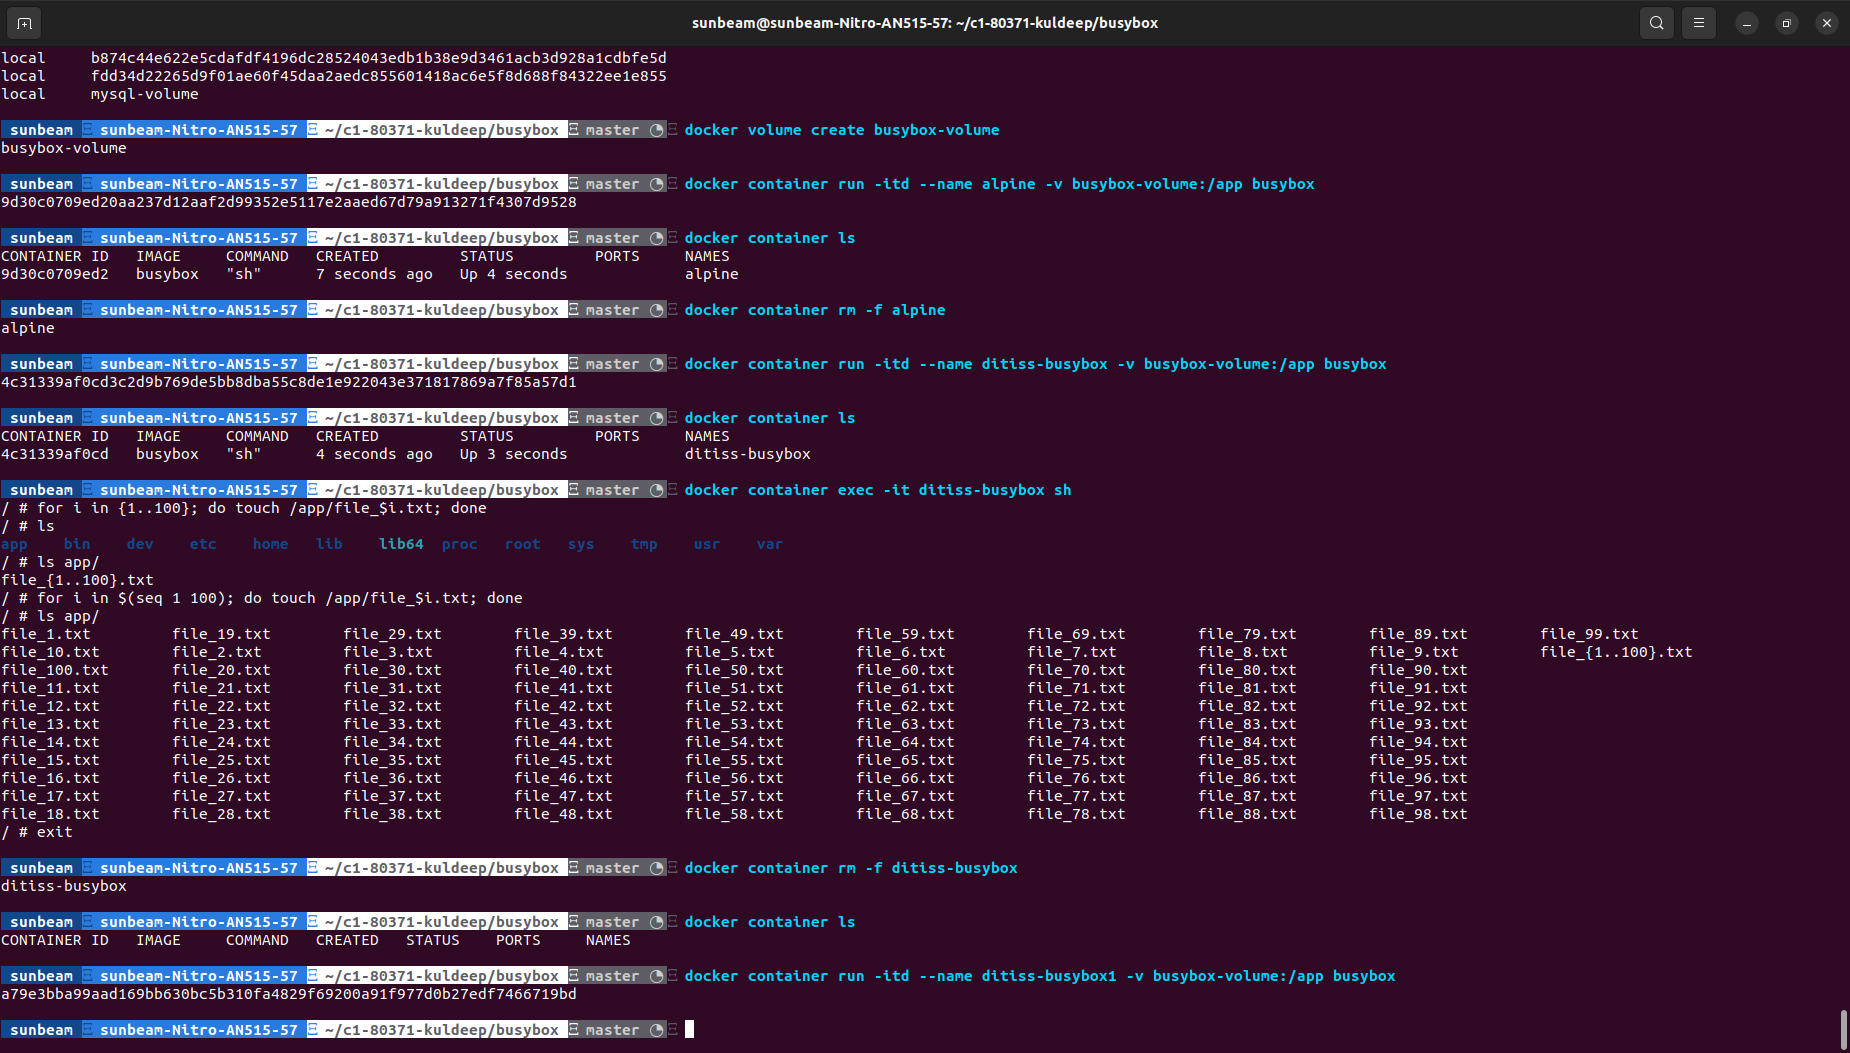 sunbeam@sunbeam-Nitro-AN515-57: ~/c1-80371-kuldeep/busybox
local     b874c44e622e5cdafdf4196dc28524043edb1b38e9d3461acb3d928a1cdbfe5d
local     fdd34d22265d9f01ae60f45daa2aedc855601418ac6e5f8d688f84322ee1e855
local     mysql-volume
sunbeam  sunbeam-Nitro-AN515-57  ~/c1-80371-kuldeep/busybox  master  docker volume create busybox-volume
busybox-volume
sunbeam  sunbeam-Nitro-AN515-57  ~/c1-80371-kuldeep/busybox  master  docker container run -itd --name alpine -v busybox-volume:/app busybox
9d30c0709ed20aa237d12aaf2d99352e5117e2aaed67d79a913271f4307d9528
sunbeam  sunbeam-Nitro-AN515-57  ~/c1-80371-kuldeep/busybox  master  docker container ls
CONTAINER ID   IMAGE     COMMAND   CREATED         STATUS         PORTS     NAMES
9d30c0709ed2   busybox   "sh"      7 seconds ago   Up 4 seconds             alpine
sunbeam  sunbeam-Nitro-AN515-57  ~/c1-80371-kuldeep/busybox  master  docker container rm -f alpine
alpine
sunbeam  sunbeam-Nitro-AN515-57  ~/c1-80371-kuldeep/busybox  master  docker container run -itd --name ditiss-busybox -v busybox-volume:/app busybox
4c31339af0cd3c2d9b769de5bb8dba55c8de1e922043e371817869a7f85a57d1
sunbeam  sunbeam-Nitro-AN515-57  ~/c1-80371-kuldeep/busybox  master  docker container ls
CONTAINER ID   IMAGE     COMMAND   CREATED         STATUS         PORTS     NAMES
4c31339af0cd   busybox   "sh"      4 seconds ago   Up 3 seconds             ditiss-busybox
sunbeam  sunbeam-Nitro-AN515-57  ~/c1-80371-kuldeep/busybox  master  docker container exec -it ditiss-busybox sh
/ # for i in {1..100}; do touch /app/file_$i.txt; done
/ # ls
app    bin    dev    etc    home   lib    lib64  proc   root   sys    tmp    usr    var
/ # ls app/
file_{1..100}.txt
/ # for i in $(seq 1 100); do touch /app/file_$i.txt; done
/ # ls app/
file_1.txt   file_19.txt  file_29.txt  file_39.txt  file_49.txt  file_59.txt  file_69.txt  file_79.txt  file_89.txt  file_99.txt
file_10.txt  file_2.txt   file_3.txt   file_4.txt   file_5.txt   file_6.txt   file_7.txt   file_8.txt   file_9.txt   file_{1..100}.txt
file_100.txt  file_20.txt  file_30.txt  file_40.txt  file_50.txt  file_60.txt  file_70.txt  file_80.txt  file_90.txt
file_11.txt  file_21.txt  file_31.txt  file_41.txt  file_51.txt  file_61.txt  file_71.txt  file_81.txt  file_91.txt
file_12.txt  file_22.txt  file_32.txt  file_42.txt  file_52.txt  file_62.txt  file_72.txt  file_82.txt  file_92.txt
file_13.txt  file_23.txt  file_33.txt  file_43.txt  file_53.txt  file_63.txt  file_73.txt  file_83.txt  file_93.txt
file_14.txt  file_24.txt  file_34.txt  file_44.txt  file_54.txt  file_64.txt  file_74.txt  file_84.txt  file_94.txt
file_15.txt  file_25.txt  file_35.txt  file_45.txt  file_55.txt  file_65.txt  file_75.txt  file_85.txt  file_95.txt
file_16.txt  file_26.txt  file_36.txt  file_46.txt  file_56.txt  file_66.txt  file_76.txt  file_86.txt  file_96.txt
file_17.txt  file_27.txt  file_37.txt  file_47.txt  file_57.txt  file_67.txt  file_77.txt  file_87.txt  file_97.txt
file_18.txt  file_28.txt  file_38.txt  file_48.txt  file_58.txt  file_68.txt  file_78.txt  file_88.txt  file_98.txt
/ # exit
sunbeam  sunbeam-Nitro-AN515-57  ~/c1-80371-kuldeep/busybox  master  docker container rm -f ditiss-busybox
ditiss-busybox
sunbeam  sunbeam-Nitro-AN515-57  ~/c1-80371-kuldeep/busybox  master  docker container ls
CONTAINER ID   IMAGE     COMMAND   CREATED   STATUS    PORTS     NAMES
sunbeam  sunbeam-Nitro-AN515-57  ~/c1-80371-kuldeep/busybox  master  docker container run -itd --name ditiss-busybox1 -v busybox-volume:/app busybox
a79e3bba99aad169bb630bc5b310fa4829f69200a91f977d0b27edf7466719bd
sunbeam  sunbeam-Nitro-AN515-57  ~/c1-80371-kuldeep/busybox  master